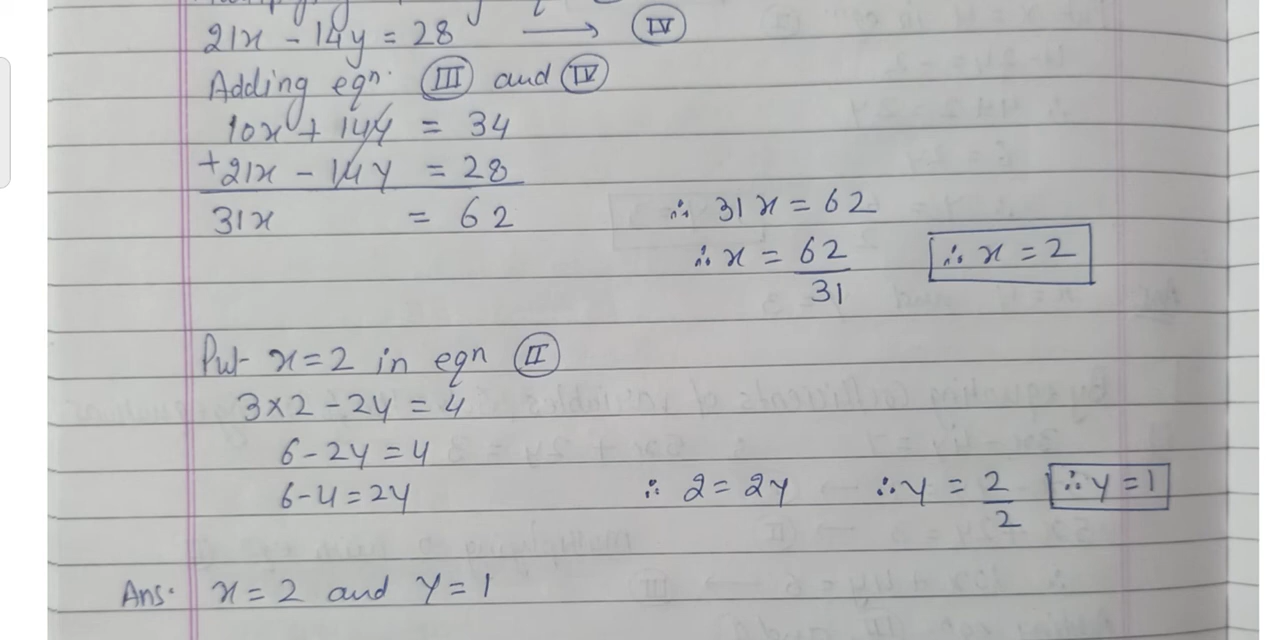 21x - 14y = 28 → IV
Adding eqn. III and IV
10x + 14y = 34
+21x - 14y = 28
31x = 62 ∴ 31x = 62
∴ x = 62/31 ∴ x = 2
Put x=2 in eqn II
3×2 - 2y = 4
6 - 2y = 4
6 - 4 = 2y ∴ 2 = 2y ∴ y = 2/2 ∴ y = 1
Ans. x = 2 and y = 1